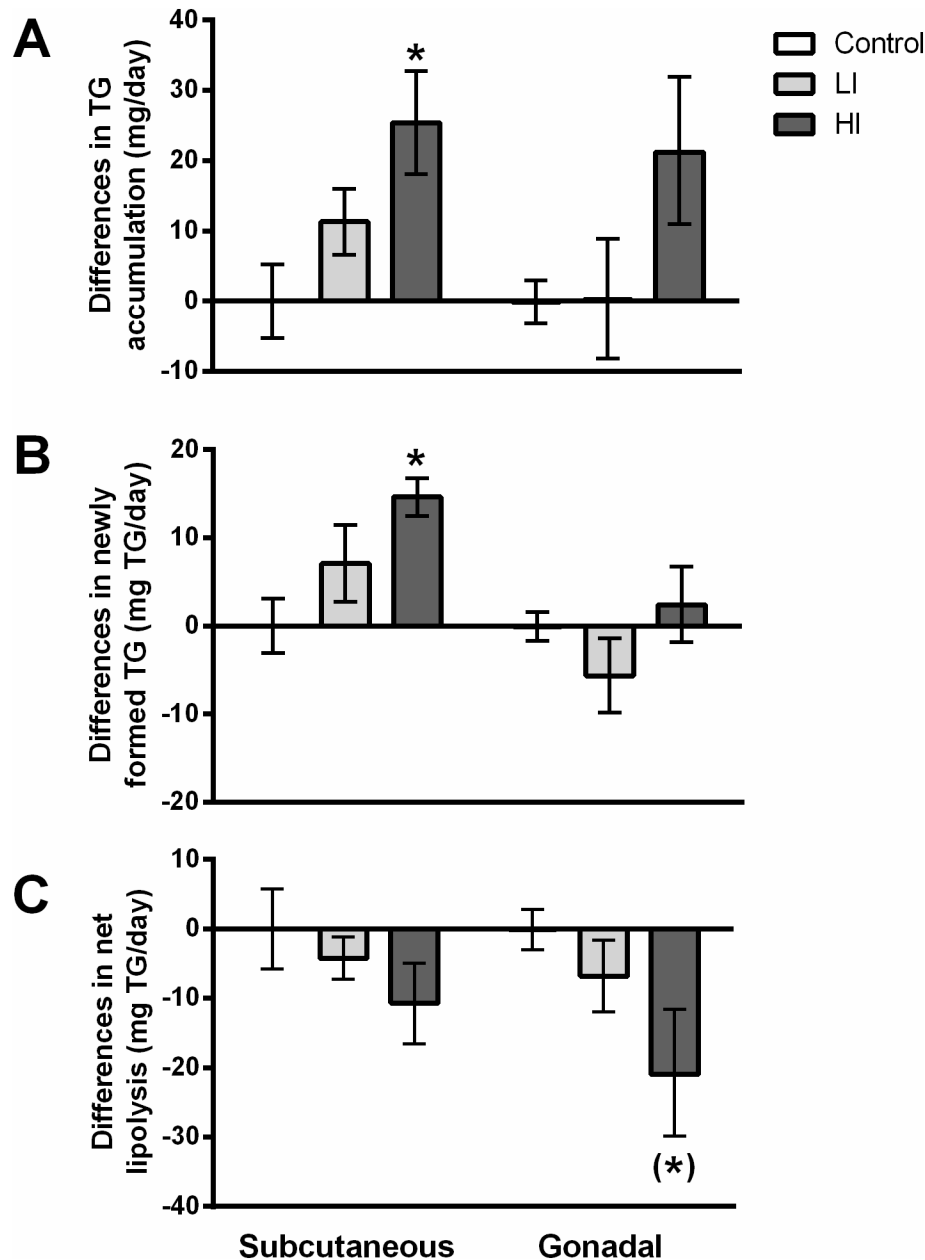 A
Differences in TG
accumulation (mg/day)
40
30
20
10
0
-10
*
Control
LI
HI
B
Differences in newly
formed TG (mg TG/day)
20
10
0
-10
-20
*
C
Differences in net
lipolysis (mg TG/day)
10
0
-10
-20
-30
-40
(*)
Subcutaneous Gonadal